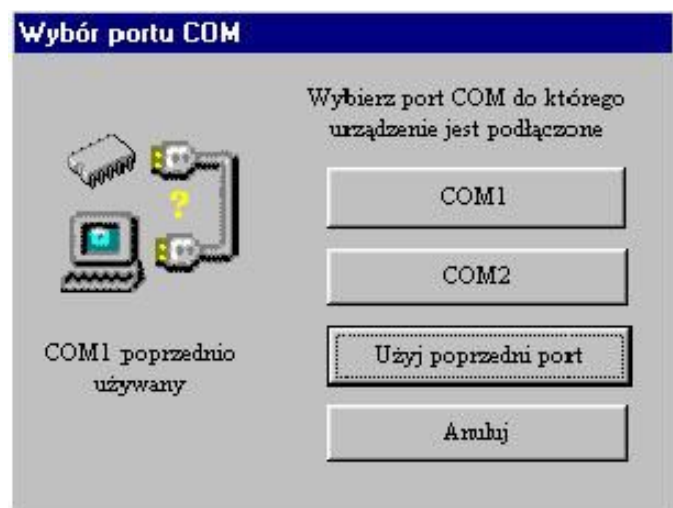 Wybór portu COM
Wybierz port COM do którego
urządzenie jest podłączone
COM1
COM2
COM1 poprzednio
używany
Użyj poprzedni port
Anuluj